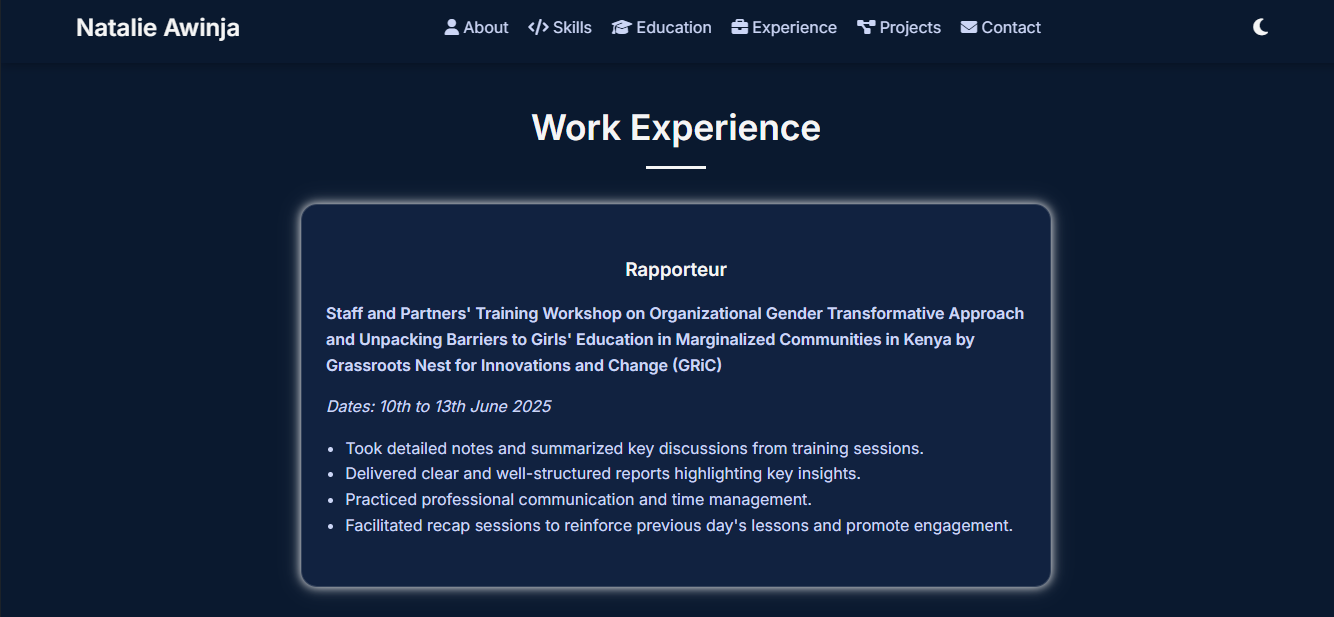 Natalie Awinja
About
Skills
Education
Experience
Projects
Contact
Work Experience
Rapporteur
Staff and Partners' Training Workshop on Organizational Gender Transformative Approach
and Unpacking Barriers to Girls' Education in Marginalized Communities in Kenya by
Grassroots Nest for Innovations and Change (GRiC)
Dates: 10th to 13th June 2025
• Took detailed notes and summarized key discussions from training sessions.
• Delivered clear and well-structured reports highlighting key insights.
• Practiced professional communication and time management.
• Facilitated recap sessions to reinforce previous day's lessons and promote engagement.